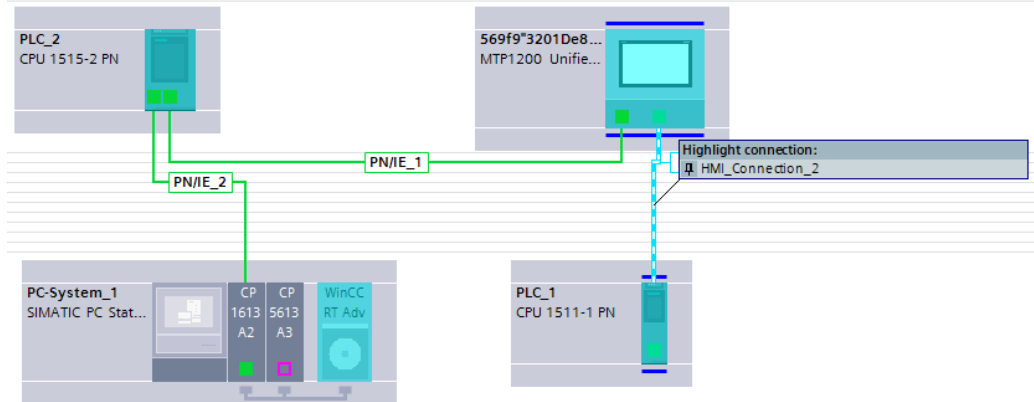 PLC_2
CPU 1515-2 PN
569f9"3201De8...
MTP1200 Unifie...
PN/IE_1
Highlight connection:
HMI_Connection_2
PN/IE_2
PC-System_1
SIMATIC PC Stat...
CP
1613
A2
CP
5613
A3
WinCC
RT Adv
PLC_1
CPU 1511-1 PN